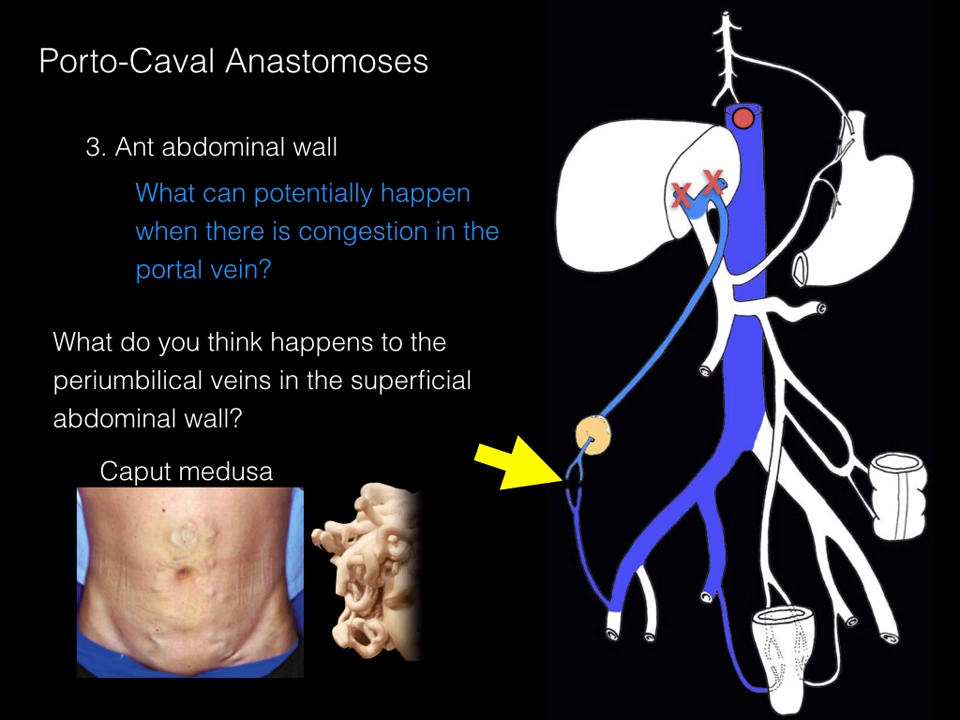 Porto-Caval Anastomoses
3. Ant abdominal wall
What can potentially happen
when there is congestion in the
portal vein?
What do you think happens to the
periumbilical veins in the superficial
abdominal wall?
Caput medusa
X X